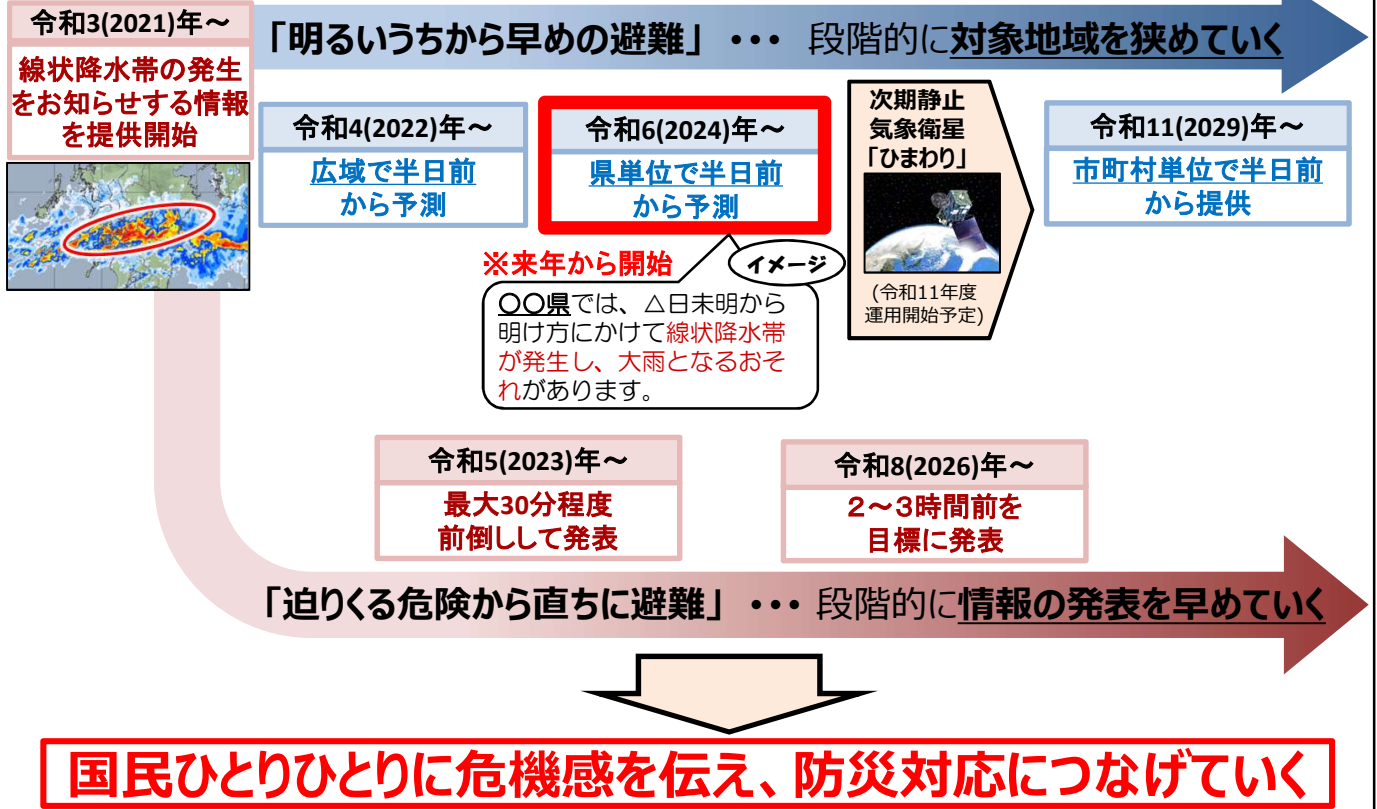 令和3(2021)年～
線状降水帯の発生
をお知らせする情報
を提供開始
「明るいうちから早めの避難」 ・・・ 段階的に対象地域を狭めていく
令和4(2022)年～
広域で半日前
から予測
令和6(2024)年～
県単位で半日前
から予測
※来年から開始
イメージ
〇〇県では、△日未明から
明け方にかけて線状降水帯
が発生し、大雨となるおそ
れがあります。
次期静止
気象衛星
「ひまわり」
(令和11年度
運用開始予定)
令和11(2029)年～
市町村単位で半日前
から提供
令和5(2023)年～
最大30分程度
前倒しして発表
令和8(2026)年～
２～３時間前を
目標に発表
「迫りくる危険から直ちに避難」 ・・・ 段階的に情報の発表を早めていく
国民ひとりひとりに危機感を伝え、防災対応につなげていく